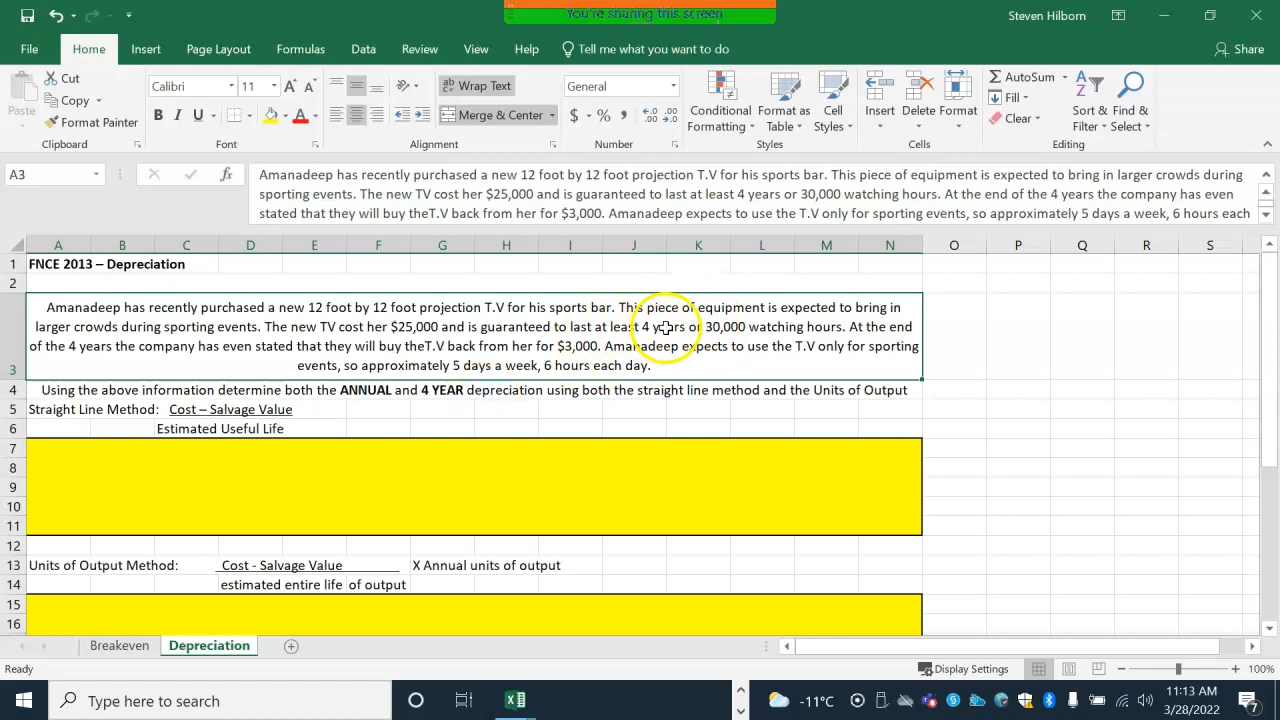 You're sharing this screen
Steven Hilborn
File Home Insert Page Layout Formulas Data Review View Help Tell me what you want to do Share
Paste Cut Copy Format Painter
Clipboard
Calibri 11 A A
B I U A
Font
ab Wrap Text
Merge & Center
Alignment
General
$ % , .0 .00 .00 .0
Number
Conditional Formatting Format as Table Cell Styles
Styles
Insert Delete Format
Cells
AutoSum
Fill
Clear
Sort & Filter Find & Select
Editing
A3
fx
Amanadeep has recently purchased a new 12 foot by 12 foot projection T.V for his sports bar. This piece of equipment is expected to bring in larger crowds during
sporting events. The new TV cost her $25,000 and is guaranteed to last at least 4 years or 30,000 watching hours. At the end of the 4 years the company has even
stated that they will buy theT.V back from her for $3,000. Amanadeep expects to use the T.V only for sporting events, so approximately 5 days a week, 6 hours each
A B C D E F G H I J K L M N O P Q R S
1 FNCE 2013 – Depreciation
2
Amanadeep has recently purchased a new 12 foot by 12 foot projection T.V for his sports bar. This piece of equipment is expected to bring in
larger crowds during sporting events. The new TV cost her $25,000 and is guaranteed to last at least 4 years or 30,000 watching hours. At the end
of the 4 years the company has even stated that they will buy theT.V back from her for $3,000. Amanadeep expects to use the T.V only for sporting
3 events, so approximately 5 days a week, 6 hours each day.
4 Using the above information determine both the ANNUAL and 4 YEAR depreciation using both the straight line method and the Units of Output
5 Straight Line Method: Cost – Salvage Value
6 Estimated Useful Life
7
8
9
10
11
12
13 Units of Output Method: Cost - Salvage Value X Annual units of output
14 estimated entire life of output
15
16
Breakeven Depreciation
Ready Display Settings 100%
Type here to search -11°C 11:13 AM
3/28/2022
7